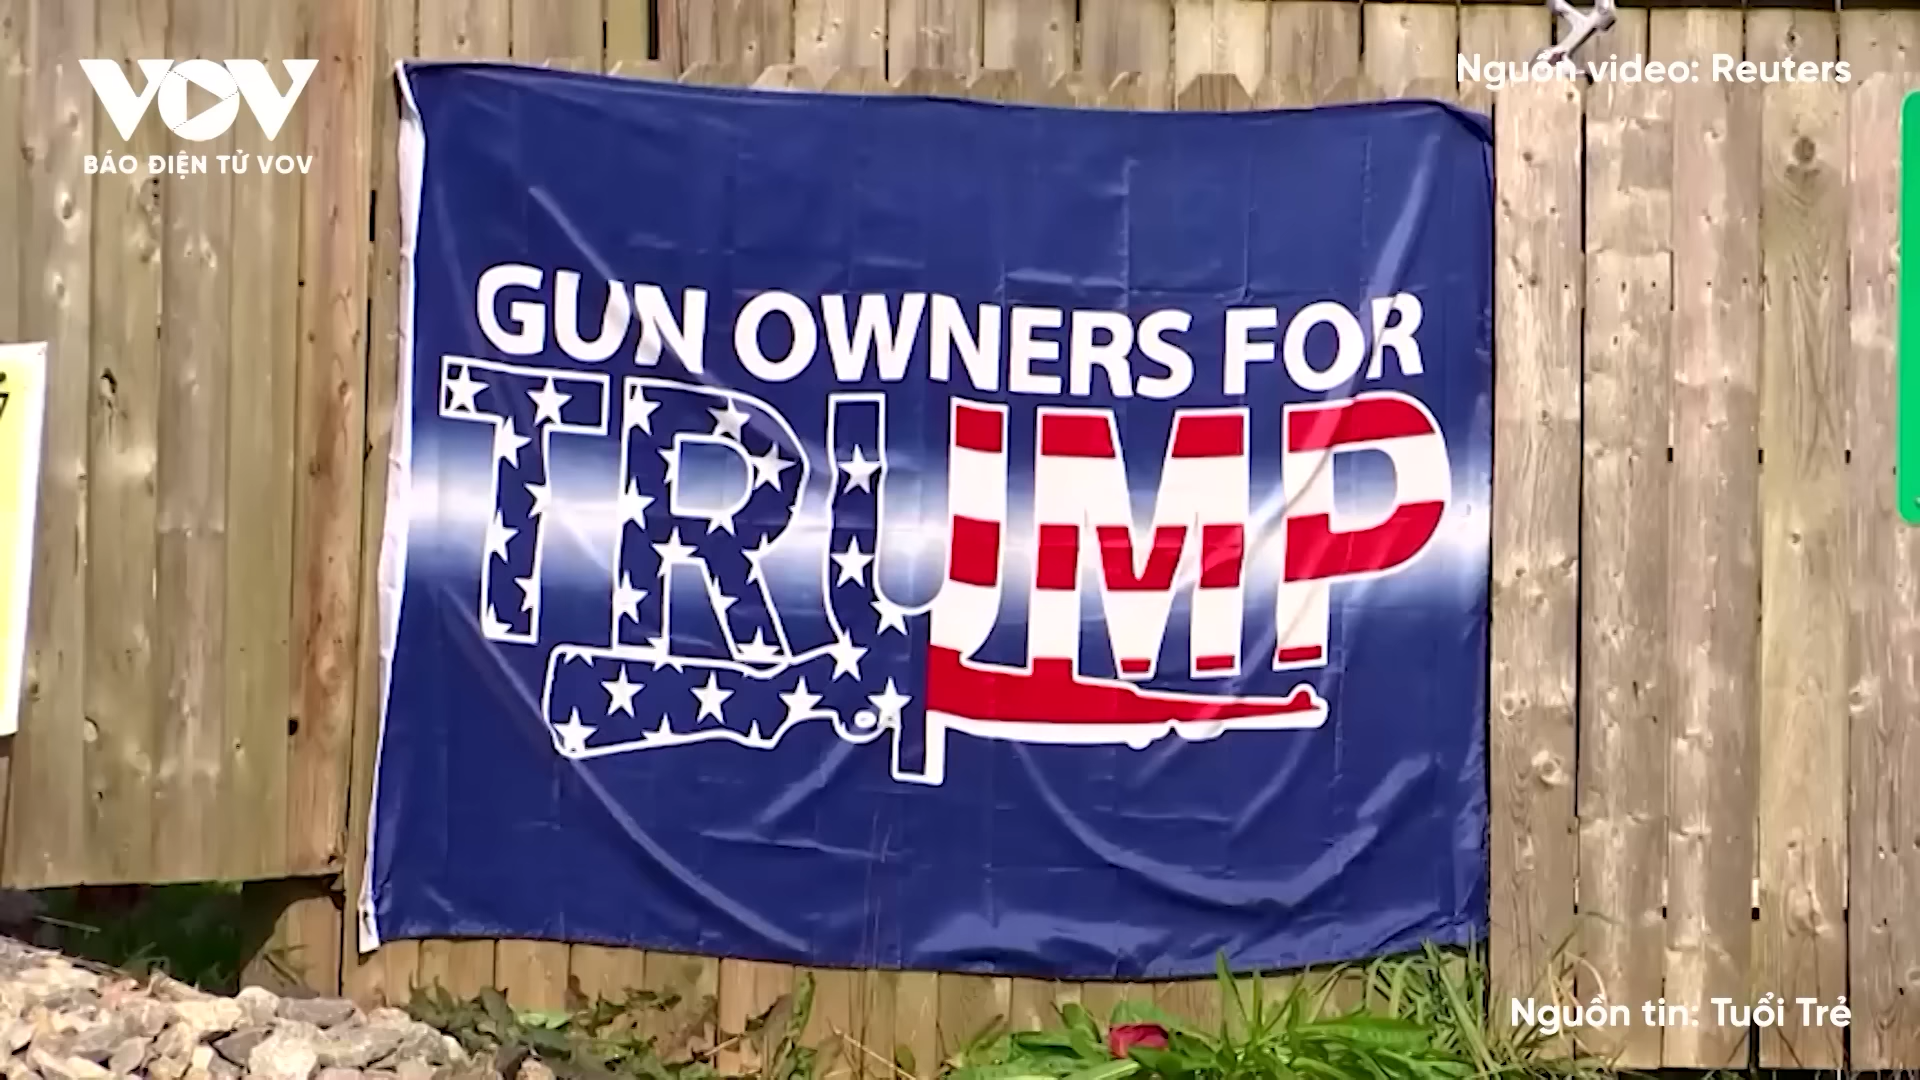 VOV
BÁO ĐIỆN TỬ VOV
Nguồn video: Reuters
GUN OWNERS FOR
TRUMP
Nguồn tin: Tuổi Trẻ